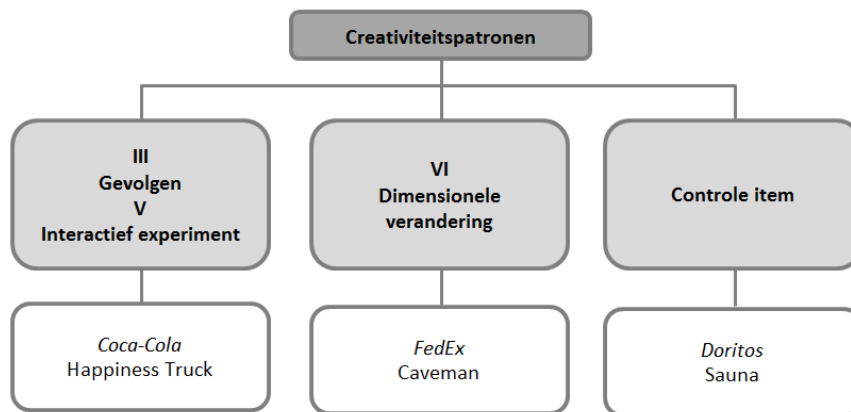 Creativiteitspatronen
III
Gevolgen
V
Interactief experiment
VI
Dimensionele
verandering
Controle item
Coca-Cola
Happiness Truck
FedEx
Caveman
Doritos
Sauna